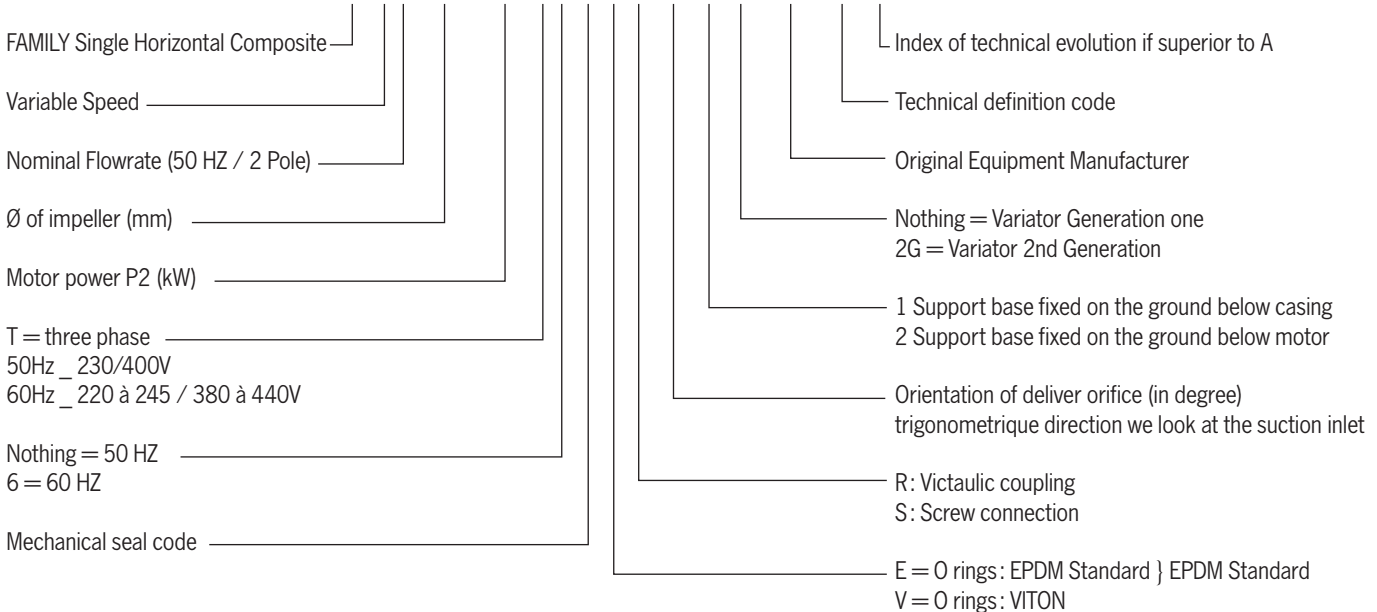 FAMILY Single Horizontal Composite
Variable Speed
Nominal Flowrate (50 HZ / 2 Pole)
Ø of impeller (mm)
Motor power P2 (kW)
T = three phase
50Hz _ 230/400V
60Hz _ 220 à 245 / 380 à 440V
Nothing = 50 HZ
6 = 60 HZ
Mechanical seal code
Index of technical evolution if superior to A
Technical definition code
Original Equipment Manufacturer
Nothing = Variator Generation one
2G = Variator 2nd Generation
1 Support base fixed on the ground below casing
2 Support base fixed on the ground below motor
Orientation of deliver orifice (in degree)
trigonometrique direction we look at the suction inlet
R: Victaulic coupling
S: Screw connection
E = O rings: EPDM Standard } EPDM Standard
V = O rings: VITON